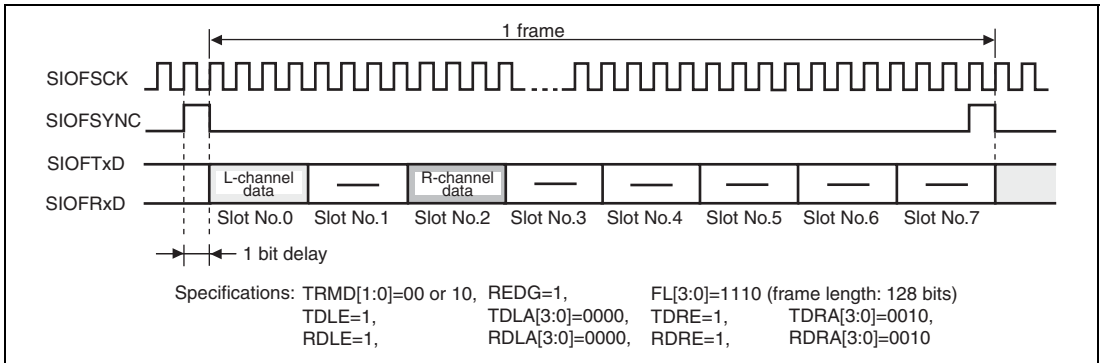 1 frame
SIOFSCK
SIOFSYNC
SIOFTxD
SIOFRxD
L-channel
data
R-channel
data
Slot No.0 Slot No.1 Slot No.2 Slot No.3 Slot No.4 Slot No.5 Slot No.6 Slot No.7
1 bit delay
Specifications: TRMD[1:0]=00 or 10, REDG=1, FL[3:0]=1110 (frame length: 128 bits)
TDLE=1, TDLA[3:0]=0000, TDRE=1, TDRA[3:0]=0010,
RDLE=1, RDLA[3:0]=0000, RDRE=1, RDRA[3:0]=0010